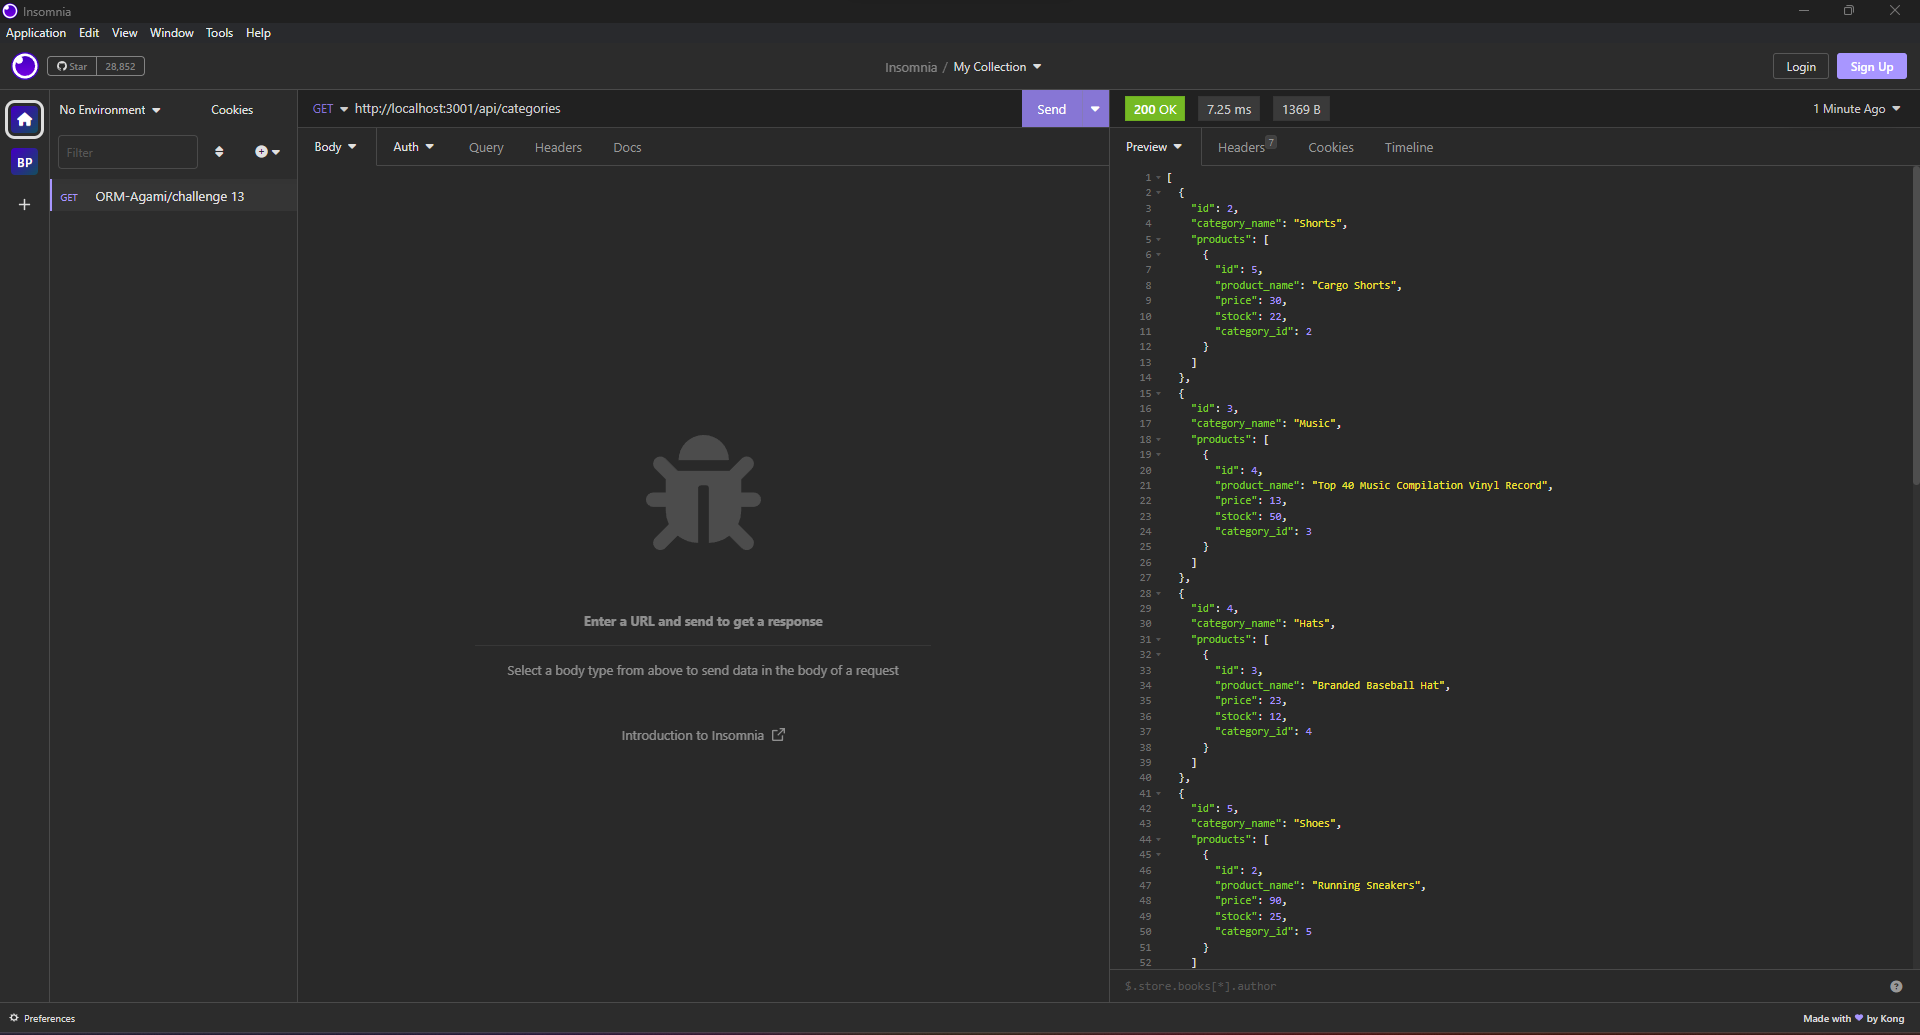 Insomnia
Application Edit View Window Tools Help
Star 28,852
Insomnia / My Collection
Login Sign Up
No Environment Cookies
Filter
BP
GET ORM-Agami/challenge 13
GET http://localhost:3001/api/categories Send
Body Auth Query Headers Docs
Enter a URL and send to get a response
Select a body type from above to send data in the body of a request
Introduction to Insomnia
200 OK 7.25 ms 1369 B 1 Minute Ago
Preview Headers 7 Cookies Timeline
1 [
2 {
3 "id": 2,
4 "category_name": "Shorts",
5 "products": [
6 {
7 "id": 5,
8 "product_name": "Cargo Shorts",
9 "price": 30,
10 "stock": 22,
11 "category_id": 2
12 }
13 ]
14 },
15 {
16 "id": 3,
17 "category_name": "Music",
18 "products": [
19 {
20 "id": 4,
21 "product_name": "Top 40 Music Compilation Vinyl Record",
22 "price": 13,
23 "stock": 50,
24 "category_id": 3
25 }
26 ]
27 },
28 {
29 "id": 4,
30 "category_name": "Hats",
31 "products": [
32 {
33 "id": 3,
34 "product_name": "Branded Baseball Hat",
35 "price": 23,
36 "stock": 12,
37 "category_id": 4
38 }
39 ]
40 },
41 {
42 "id": 5,
43 "category_name": "Shoes",
44 "products": [
45 {
46 "id": 2,
47 "product_name": "Running Sneakers",
48 "price": 90,
49 "stock": 25,
50 "category_id": 5
51 }
52 ]
$.store.books[*].author
Preferences
Made with 💜 by Kong